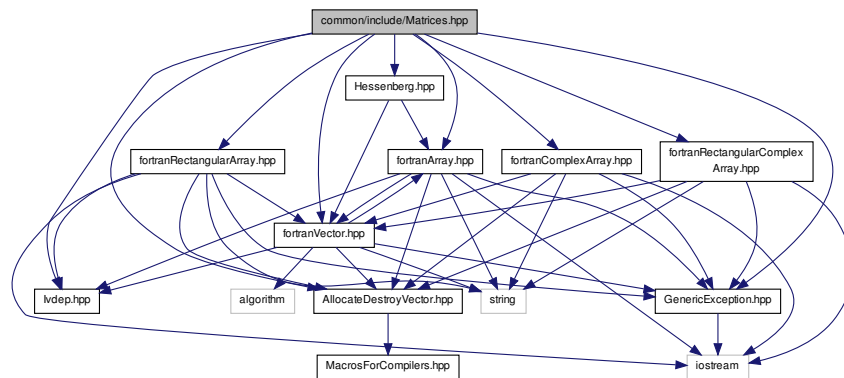 common/include/Matrices.hpp
Hessenberg.hpp
fortranRectangularArray.hpp
fortranArray.hpp
fortranComplexArray.hpp
fortranRectangularComplex
Array.hpp
fortranVector.hpp
Ivdep.hpp
algorithm
AllocateDestroyVector.hpp
string
GenericException.hpp
MacrosForCompilers.hpp
iostream